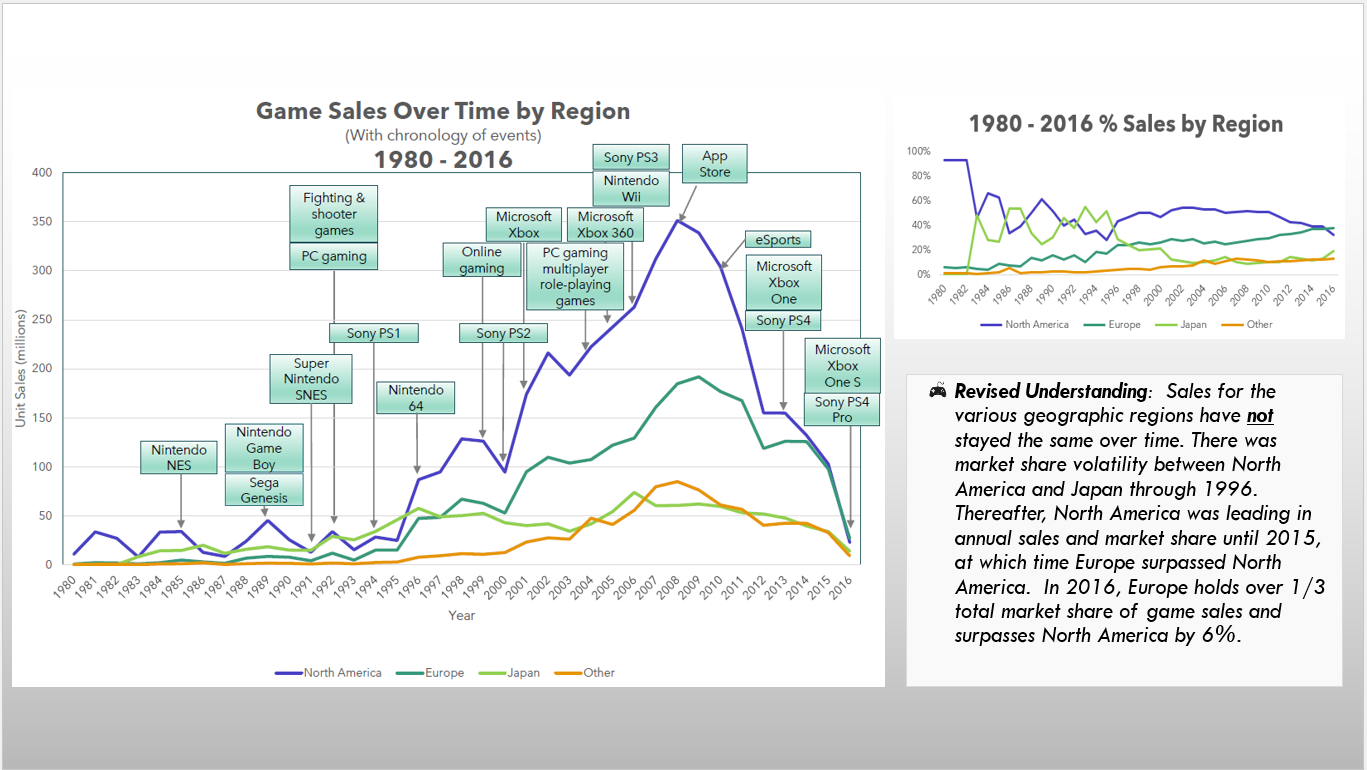 Game Sales Over Time by Region
(With chronology of events)
1980 - 2016
Unit Sales (millions)
400
350
300
250
200
150
100
50
0
Nintendo
NES
Nintendo
Game
Boy
Sega
Genesis
Super
Nintendo
SNES
Fighting &
shooter
games
PC gaming
Sony PS1
Nintendo
64
Online
gaming
Sony PS2
Microsoft
Xbox
PC gaming
multiplayer
role-playing
games
Microsoft
Xbox 360
Sony PS3
Nintendo
Wii
App
Store
eSports
Microsoft
Xbox
One
Sony PS4
Microsoft
Xbox
One S
Sony PS4
Pro
1980 1981 1982 1983 1984 1985 1986 1987 1988 1989 1990 1991 1992 1993 1994 1995 1996 1997 1998 1999 2000 2001 2002 2003 2004 2005 2006 2007 2008 2009 2010 2011 2012 2013 2014 2015 2016
Year
North America Europe Japan Other
1980 - 2016 % Sales by Region
100%
80%
60%
40%
20%
0%
1980 1982 1984 1986 1988 1990 1992 1994 1996 1998 2000 2002 2004 2006 2008 2010 2012 2014 2016
North America Europe Japan Other
Revised Understanding: Sales for the
various geographic regions have not
stayed the same over time. There was
market share volatility between North
America and Japan through 1996.
Thereafter, North America was leading in
annual sales and market share until 2015,
at which time Europe surpassed North
America. In 2016, Europe holds over 1/3
total market share of game sales and
surpasses North America by 6%.